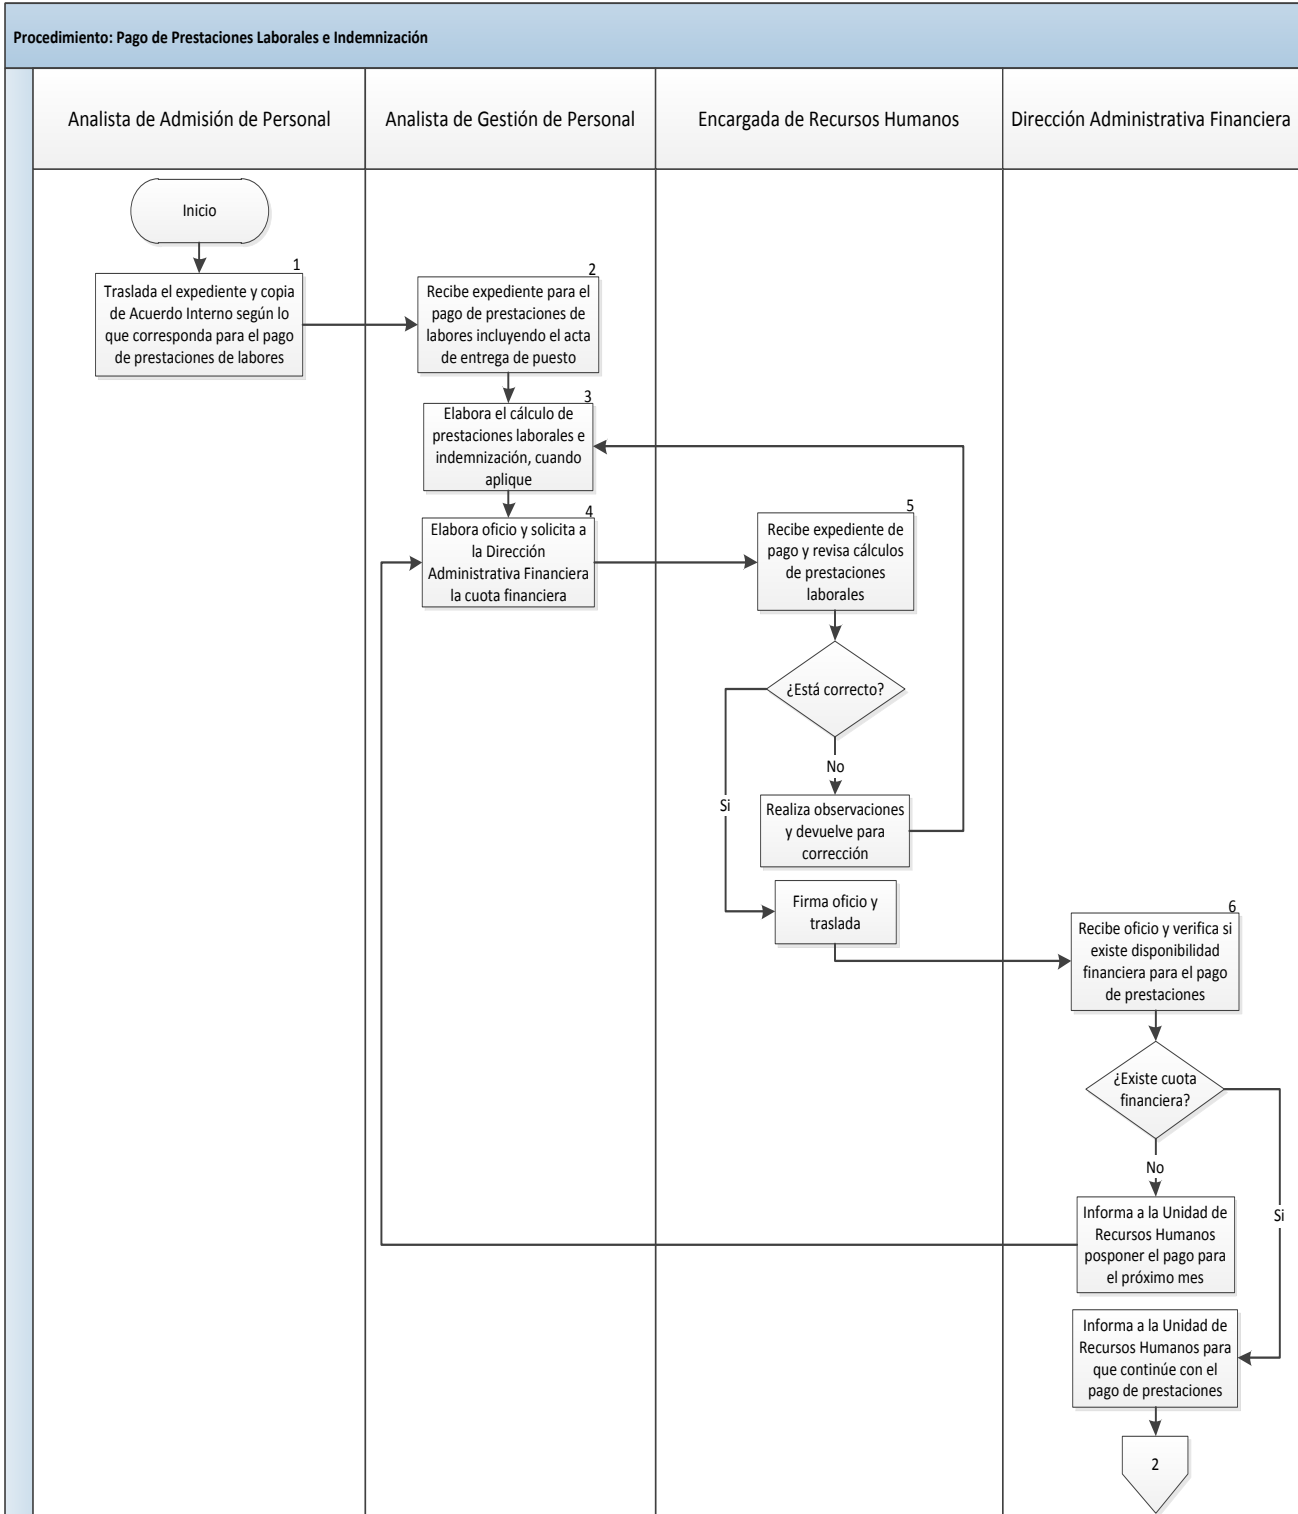 Procedimiento: Pago de Prestaciones Laborales e Indemnización
Analista de Admisión de Personal
Analista de Gestión de Personal
Encargada de Recursos Humanos
Dirección Administrativa Financiera
Inicio
1
Traslada el expediente y copia
de Acuerdo Interno según lo
que corresponda para el pago
de prestaciones de labores
2
Recibe expediente para el
pago de prestaciones de
labores incluyendo el acta
de entrega de puesto
3
Elabora el cálculo de
prestaciones laborales e
indemnización, cuando
aplique
4
Elabora oficio y solicita a
la Dirección
Administrativa Financiera
la cuota financiera
5
Recibe expediente de
pago y revisa cálculos
de prestaciones
laborales
¿Está correcto?
No
Si
Realiza observaciones
y devuelve para
corrección
Firma oficio y
traslada
6
Recibe oficio y verifica si
existe disponibilidad
financiera para el pago
de prestaciones
¿Existe cuota
financiera?
No
Si
Informa a la Unidad de
Recursos Humanos
posponer el pago para
el próximo mes
Informa a la Unidad de
Recursos Humanos para
que continúe con el
pago de prestaciones
2